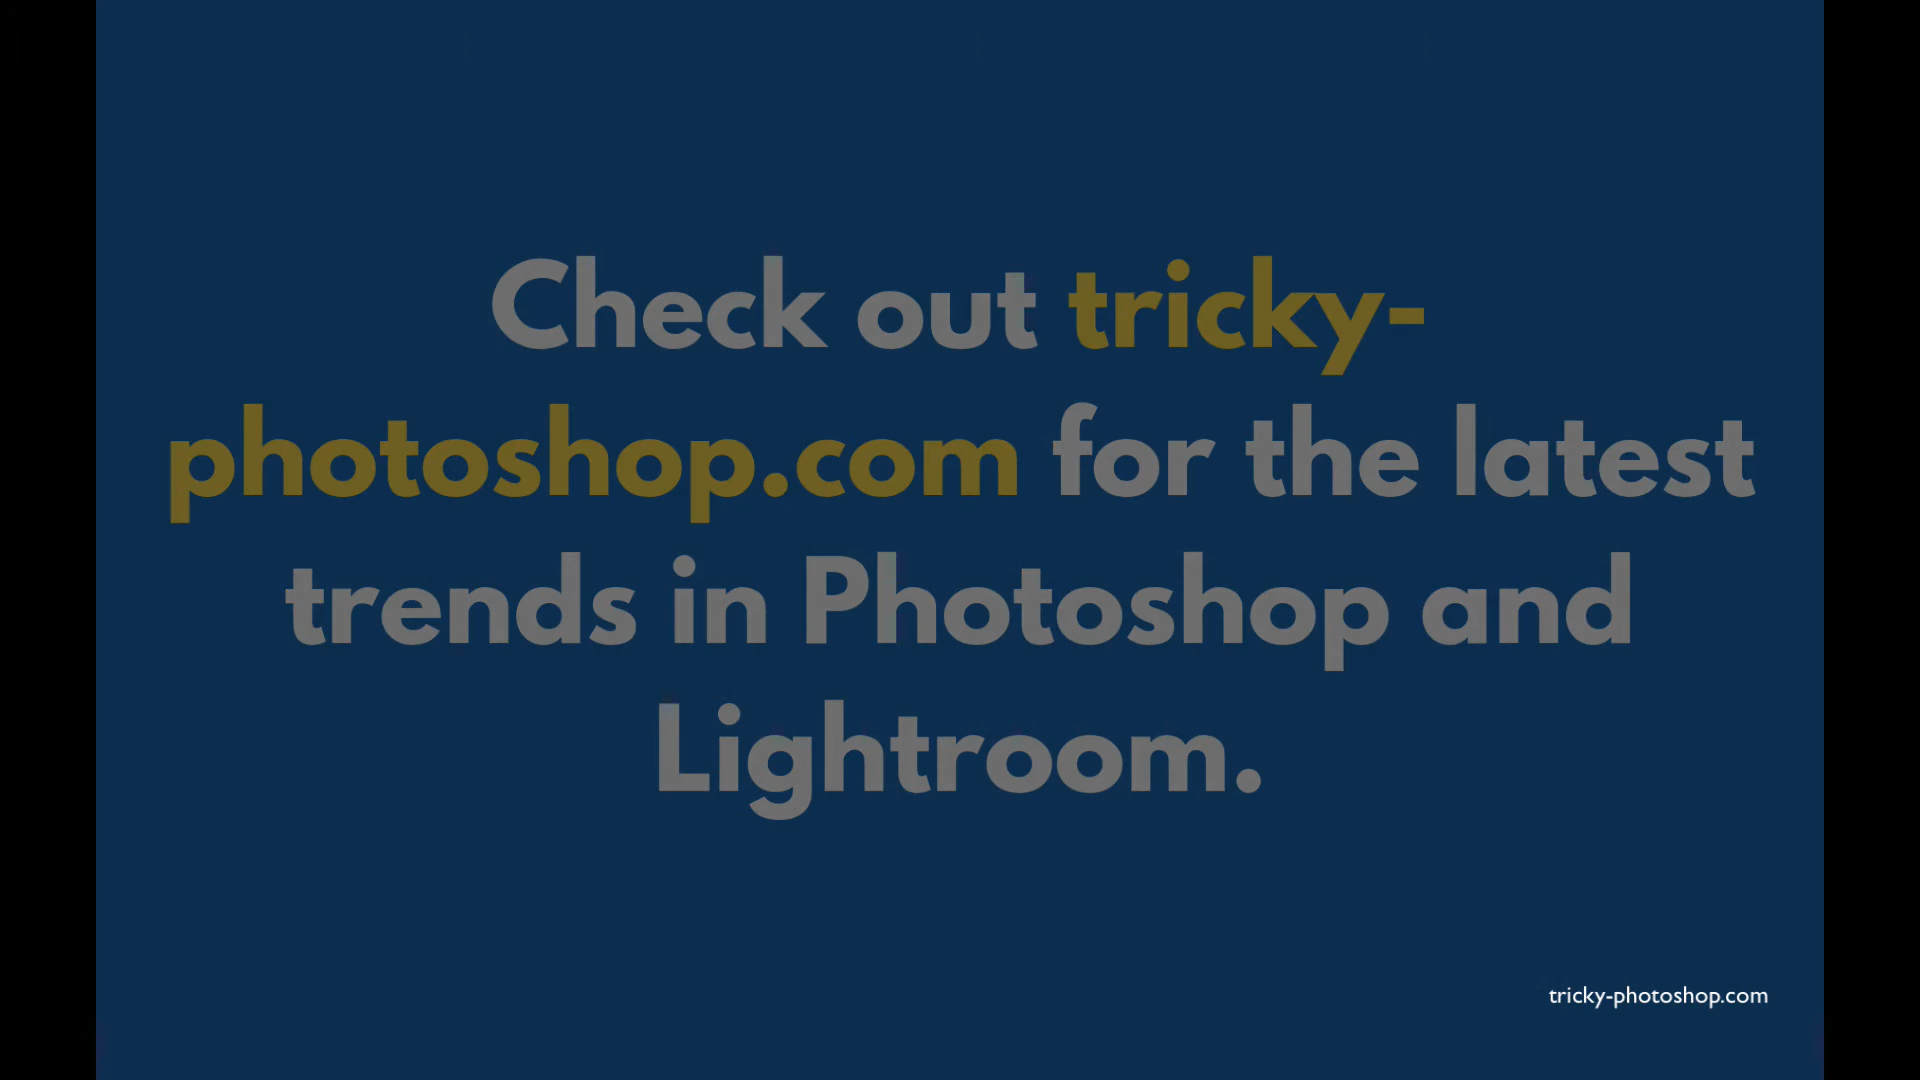 Check out tricky-
photoshop.com for the latest
trends in Photoshop and
Lightroom.
tricky-photoshop.com